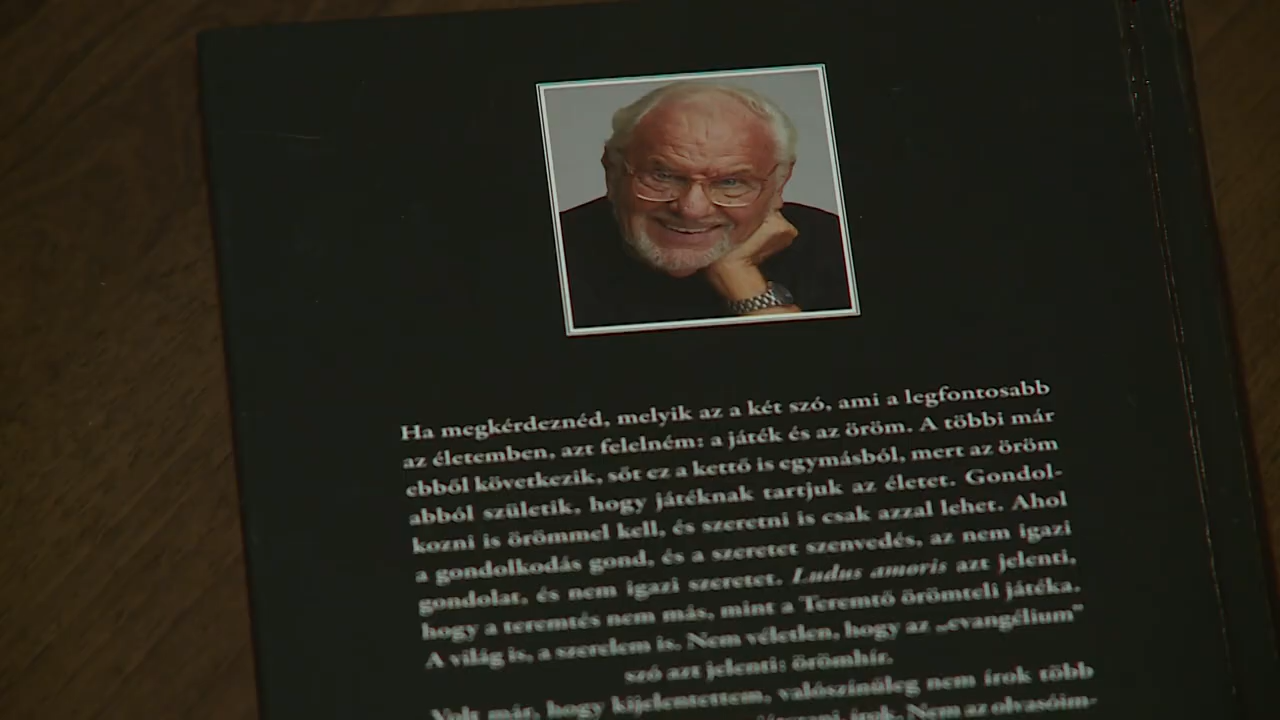 Ha megkérdeznéd, melyik az a két szó, ami a legfontosabb
az életemben, azt felelném: a játék és az öröm. A többi már
ebből következik, sőt ez a kettő is egymásból, mert az öröm
abból születik, hogy játéknak tartjuk az életet. Gondol-
kozni is örömmel kell, és szeretni is csak azzal lehet. Ahol
a gondolkodás gond, és a szeretet szenvedés, az nem igazi
gondolat, és nem igazi szeretet. Ludus amoris azt jelenti,
hogy a teremtés nem más, mint a Teremtő örömteli játéka.
A világ is, a szerelem is. Nem véletlen, hogy az „evangélium”
szó azt jelenti: örömhír.
Volt már, hogy kijelentettem, valószínűleg nem írok több
írok. Nem az olvasóim-